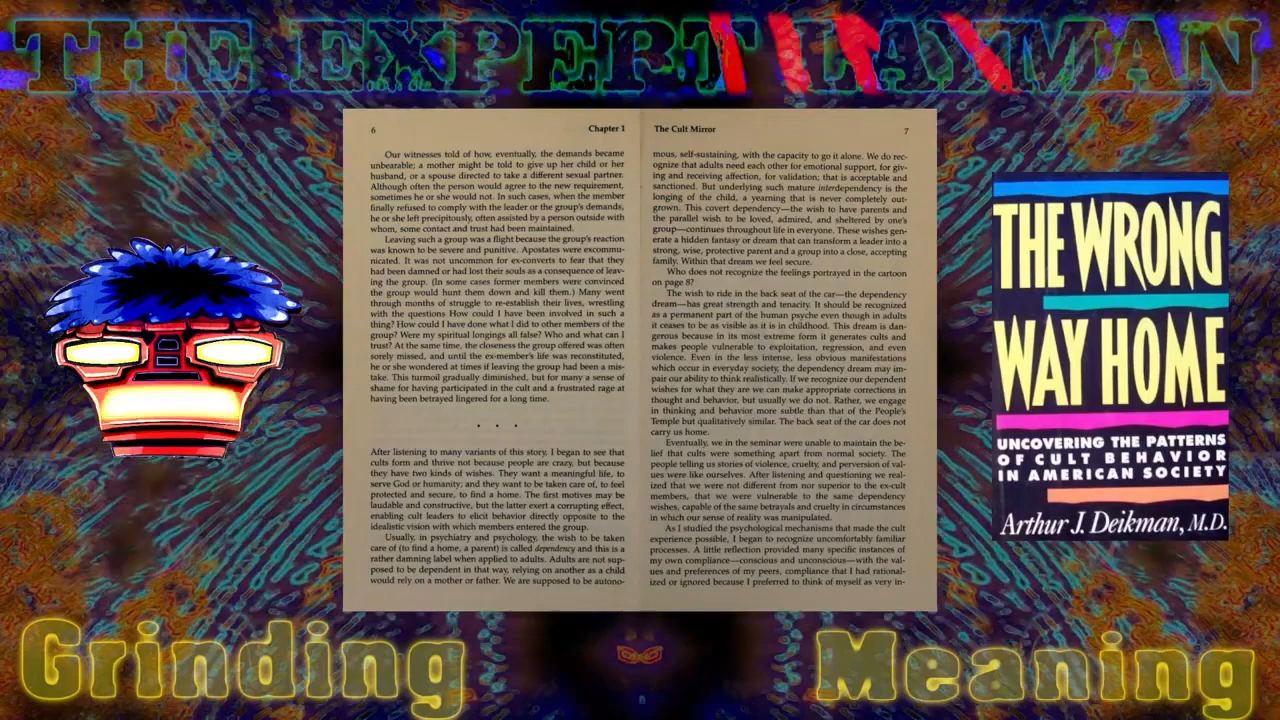 THE EXPERT LAYMAN
6 Chapter 1
Our witnesses told of how, eventually, the demands became
unbearable; a mother might be told to give up her child or her
husband, or a spouse directed to take a different sexual partner.
Although often the person would agree to the new requirement,
sometimes he or she would not. In such cases, when the member
finally refused to comply with the leader or the group's demands,
he or she left precipitously, often assisted by a person outside with
whom, some contact and trust had been maintained.
Leaving such a group was a flight because the group's reaction
was known to be severe and punitive. Apostates were excommu-
nicated. It was not uncommon for ex-converts to fear that they
had been damned or had lost their souls as a consequence of leav-
ing the group. (In some cases former members were convinced
the group would hunt them down and kill them.) Many went
through months of struggle to re-establish their lives, wrestling
with the questions How could I have been involved in such a
thing? How could I have done what I did to other members of the
group? Were my spiritual longings all false? Who and what can I
trust? At the same time, the closeness the group offered was often
sorely missed, and until the ex-member's life was reconstituted,
he or she wondered at times if leaving the group had been a mis-
take. This turmoil gradually diminished, but for many a sense of
shame for having participated in the cult and a frustrated rage at
having been betrayed lingered for a long time.
• • •
After listening to many variants of this story, I began to see that
cults form and thrive not because people are crazy, but because
they have two kinds of wishes. They want a meaningful life, to
serve God or humanity; and they want to be taken care of, to feel
protected and secure, to find a home. The first motives may be
laudable and constructive, but the latter exert a corrupting effect,
enabling cult leaders to elicit behavior directly opposite to the
idealistic vision with which members entered the group.
Usually, in psychiatry and psychology, the wish to be taken
care of (to find a home, a parent) is called dependency and this is a
rather damning label when applied to adults. Adults are not sup-
posed to be dependent in that way, relying on another as a child
would rely on a mother or father. We are supposed to be autono-
The Cult Mirror 7
mous, self-sustaining, with the capacity to go it alone. We do rec-
ognize that adults need each other for emotional support, for giv-
ing and receiving affection, for validation; that is acceptable and
sanctioned. But underlying such mature interdependency is the
longing of the child, a yearning that is never completely out-
grown. This covert dependency—the wish to have parents and
the parallel wish to be loved, admired, and sheltered by one's
group—continues throughout life in everyone. These wishes gen-
erate a hidden fantasy or dream that can transform a leader into a
strong, wise, protective parent and a group into a close, accepting
family. Within that dream we feel secure.
Who does not recognize the feelings portrayed in the cartoon
on page 8?
The wish to ride in the back seat of the car—the dependency
dream—has great strength and tenacity. It should be recognized
as a permanent part of the human psyche even though in adults
it ceases to be as visible as it is in childhood. This dream is dan-
gerous because in its most extreme form it generates cults and
makes people vulnerable to exploitation, regression, and even
violence. Even in the less intense, less obvious manifestations
which occur in everyday society, the dependency dream may im-
pair our ability to think realistically. If we recognize our dependent
wishes for what they are we can make appropriate corrections in
thought and behavior, but usually we do not. Rather, we engage
in thinking and behavior more subtle than that of the People's
Temple but qualitatively similar. The back seat of the car does not
carry us home.
Eventually, we in the seminar were unable to maintain the be-
lief that cults were something apart from normal society. The
people telling us stories of violence, cruelty, and perversion of val-
ues were like ourselves. After listening and questioning we real-
ized that we were not different from nor superior to the ex-cult
members, that we were vulnerable to the same dependency
wishes, capable of the same betrayals and cruelty in circumstances
in which our sense of reality was manipulated.
As I studied the psychological mechanisms that made the cult
experience possible, I began to recognize uncomfortably familiar
processes. A little reflection provided many specific instances of
my own compliance—conscious and unconscious—with the val-
ues and preferences of my peers, compliance that I had rational-
ized or ignored because I preferred to think of myself as very in-
THE WRONG
WAY HOME
UNCOVERING THE PATTERNS
OF CULT BEHAVIOR
IN AMERICAN SOCIETY
Arthur J. Deikman, M.D.
Grinding Meaning